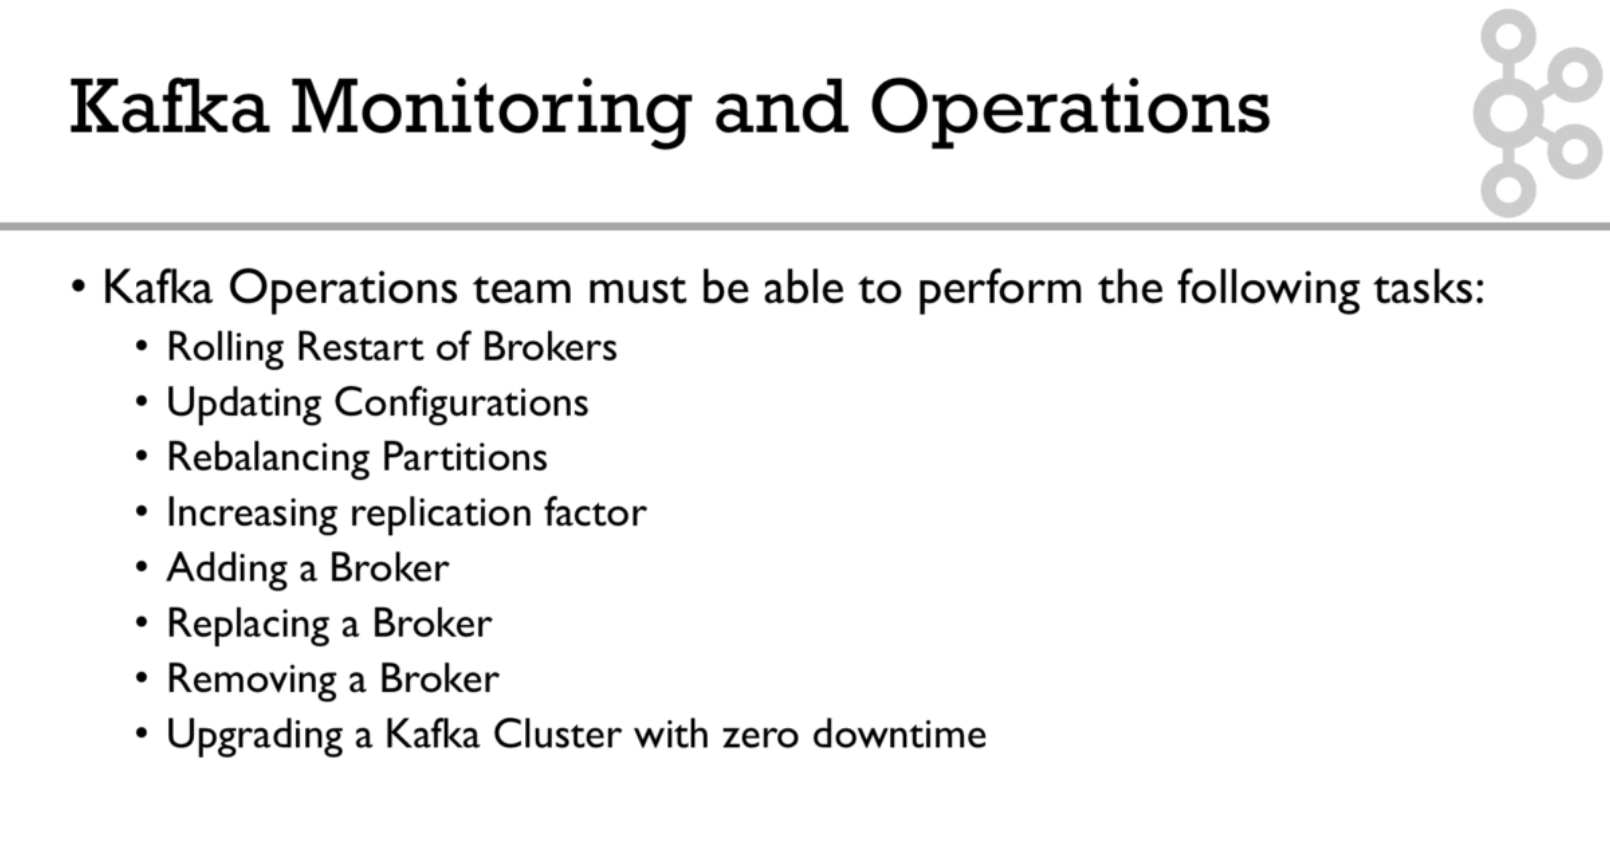 Kafka Monitoring and Operations
• Kafka Operations team must be able to perform the following tasks:
• Rolling Restart of Brokers
• Updating Configurations
• Rebalancing Partitions
• Increasing replication factor
• Adding a Broker
• Replacing a Broker
• Removing a Broker
• Upgrading a Kafka Cluster with zero downtime